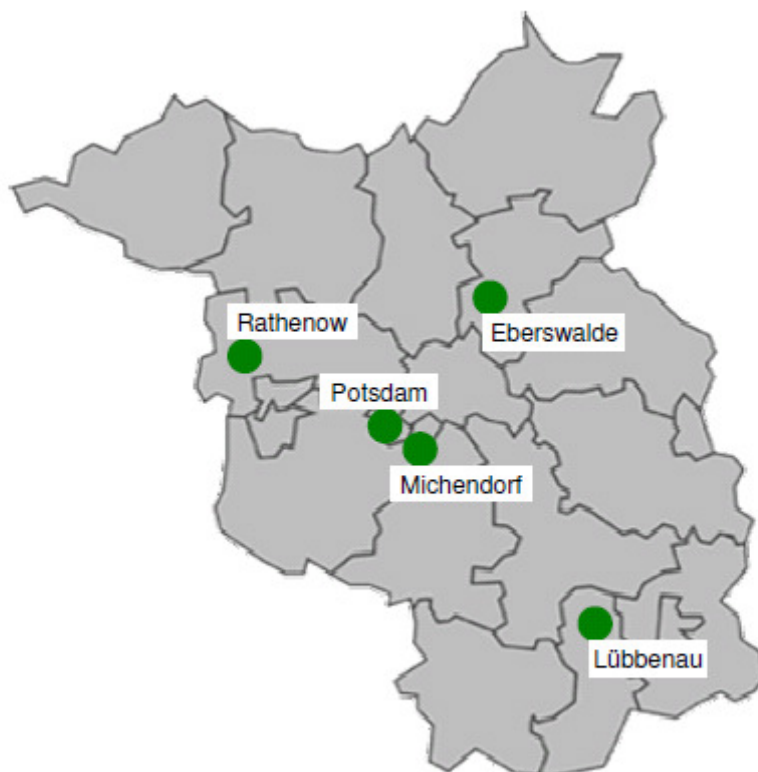 Rathenow
Eberswalde
Potsdam
Michendorf
Lübbenau